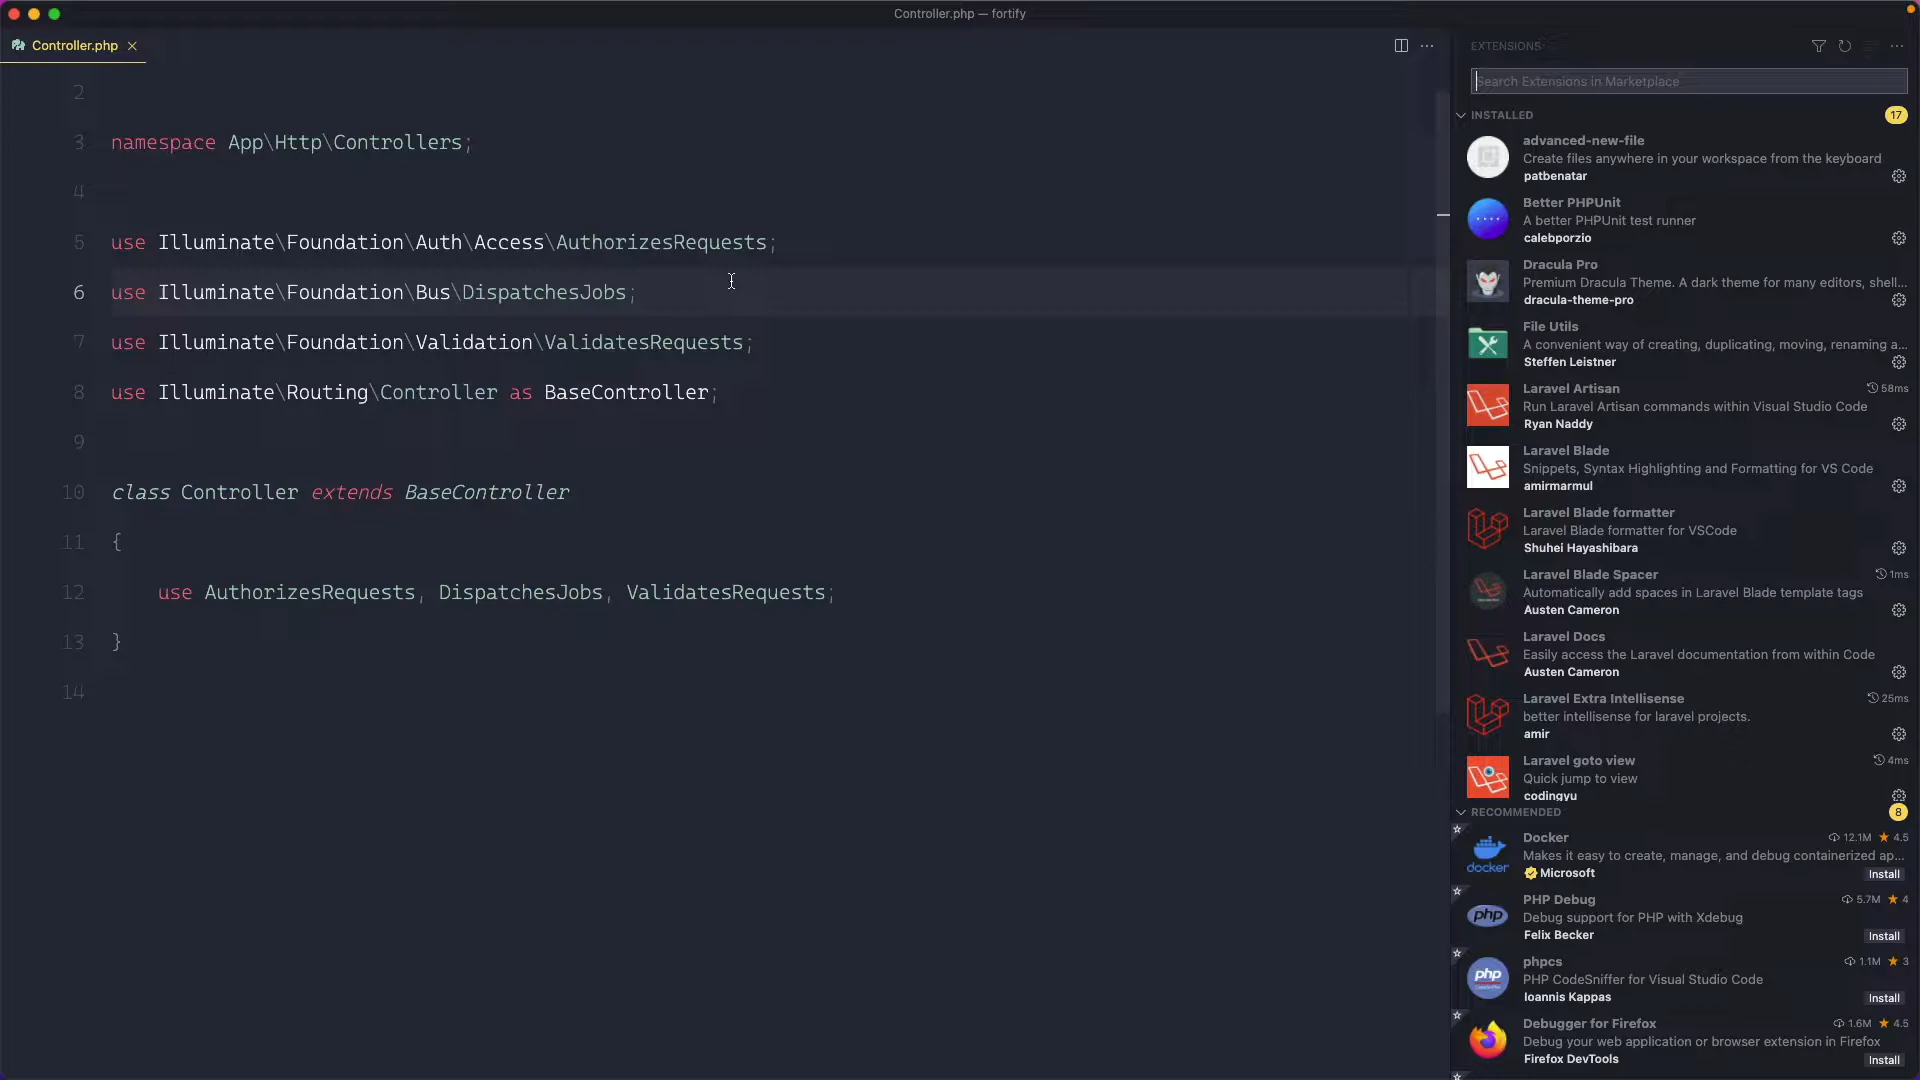 Controller.php — fortify
Controller.php
2
3 namespace App\Http\Controllers;
4
5 use Illuminate\Foundation\Auth\Access\AuthorizesRequests;
6 use Illuminate\Foundation\Bus\DispatchesJobs;
7 use Illuminate\Foundation\Validation\ValidatesRequests;
8 use Illuminate\Routing\Controller as BaseController;
9
10 class Controller extends BaseController
11 {
12 use AuthorizesRequests, DispatchesJobs, ValidatesRequests;
13 }
14
EXTENSIONS
Search Extensions in Marketplace
INSTALLED 17
advanced-new-file
Create files anywhere in your workspace from the keyboard
patbenatar
Better PHPUnit
A better PHPUnit test runner
calebporzio
Dracula Pro
Premium Dracula Theme. A dark theme for many editors, shell...
dracula-theme-pro
File Utils
A convenient way of creating, duplicating, moving, renaming a...
Steffen Leistner
Laravel Artisan 58ms
Run Laravel Artisan commands within Visual Studio Code
Ryan Naddy
Laravel Blade
Snippets, Syntax Highlighting and Formatting for VS Code
amirmarmul
Laravel Blade formatter
Laravel Blade formatter for VSCode
Shuhei Hayashibara
Laravel Blade Spacer 1ms
Automatically add spaces in Laravel Blade template tags
Austen Cameron
Laravel Docs
Easily access the Laravel documentation from within Code
Austen Cameron
Laravel Extra Intellisense 25ms
better intellisense for laravel projects.
amir
Laravel goto view 4ms
Quick jump to view
codingyu
RECOMMENDED 8
Docker 12.1M 4.5
Makes it easy to create, manage, and debug containerized ap...
docker
Microsoft Install
PHP Debug 5.7M 4
php
Debug support for PHP with Xdebug
Felix Becker Install
phpcs 1.1M 3
php
PHP CodeSniffer for Visual Studio Code
Ioannis Kappas Install
Debugger for Firefox 1.6M 4.5
Debug your web application or browser extension in Firefox
Firefox DevTools Install